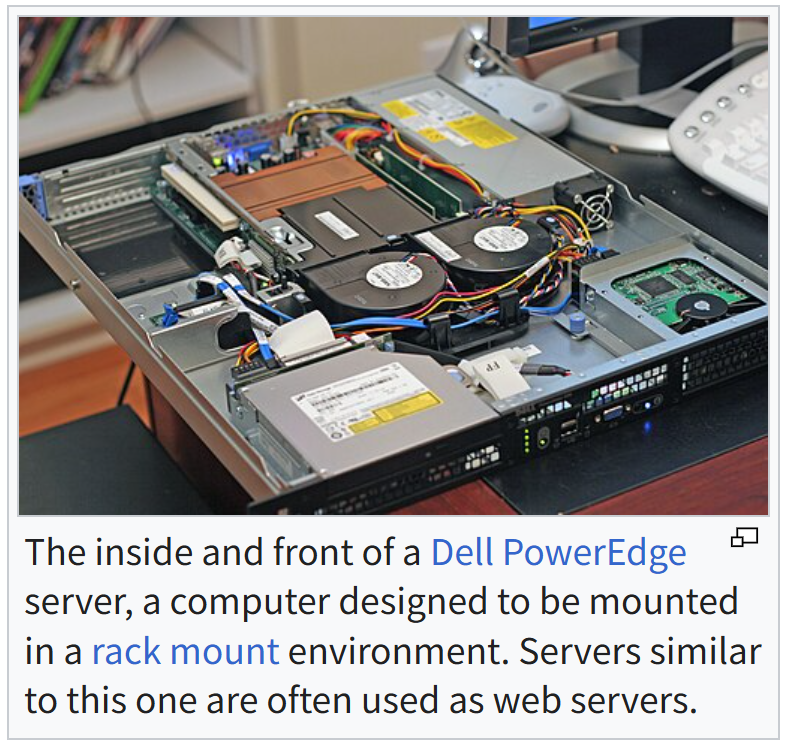 FP
The inside and front of a Dell PowerEdge
server, a computer designed to be mounted
in a rack mount environment. Servers similar
to this one are often used as web servers.